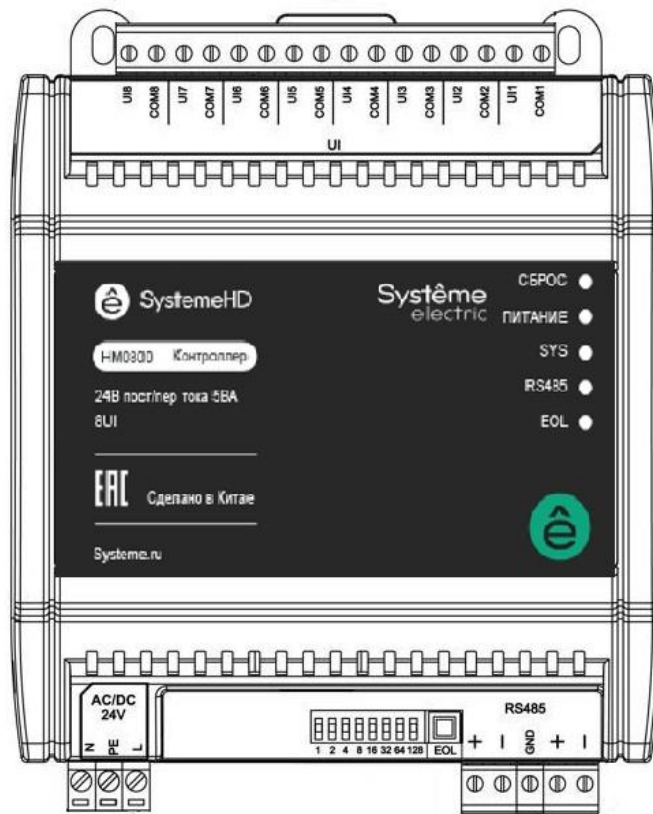 UI8 COM8 UI7 COM7 UI6 COM6 UI5 COM5 UI4 COM4 UI3 COM3 UI2 COM2 UI1 COM1
UI
ê SystemeHD
Systême
electric
HM0800 Контроллер
24В пост/пер тока 5ВА
8UI
EAC Сделано в Китае
Systeme.ru
СБРОС
ПИТАНИЕ
SYS
RS485
EOL
ê
AC/DC
24V
N PE L
1 2 4 8 16 32 64 128 EOL
RS485
+ − GND + −